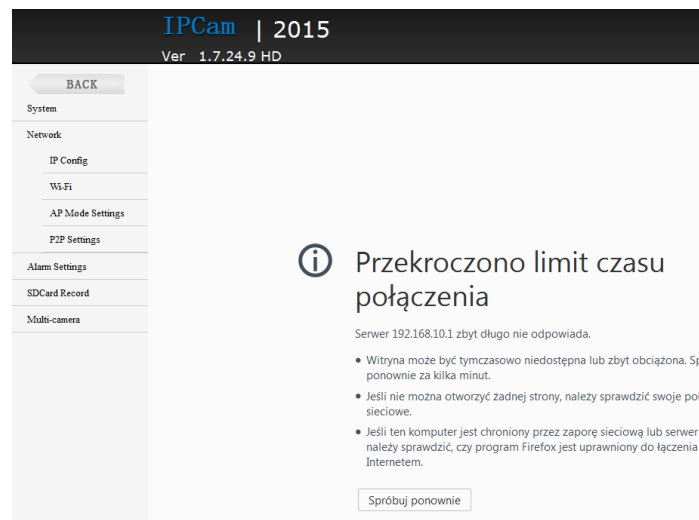 IPCam | 2015
Ver 1.7.24.9 HD
BACK
System
Network
IP Config
Wi-Fi
AP Mode Settings
P2P Settings
Alarm Settings
SDCard Record
Multi-camera
Przekroczono limit czasu
połączenia
Serwer 192.168.10.1 zbyt długo nie odpowiada.
• Witryna może być tymczasowo niedostępna lub zbyt obciążona.
ponownie za kilka minut.
• Jeśli nie można otworzyć żadnej strony, należy sprawdzić swoje
sieciowe.
• Jeśli ten komputer jest chroniony przez zaporę sieciową lub serwer
należy sprawdzić, czy program Firefox jest uprawniony do łączenia
Internetem.
Spróbuj ponownie